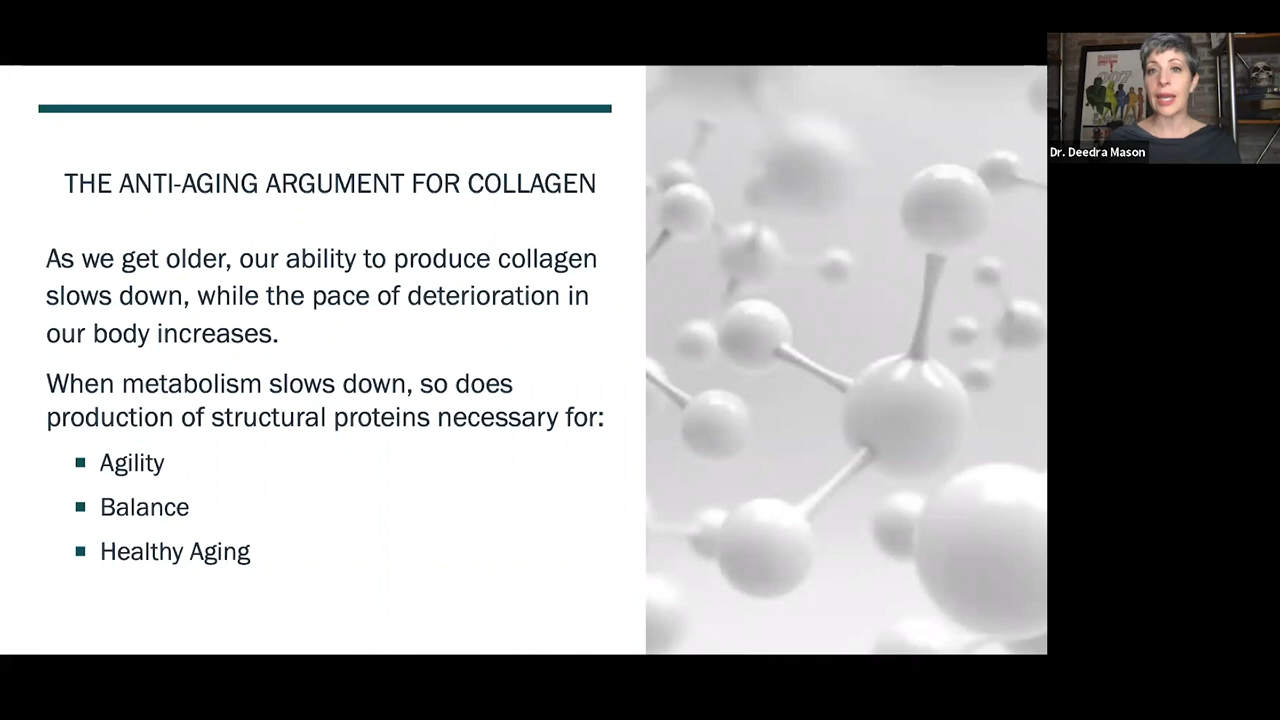 THE ANTI-AGING ARGUMENT FOR COLLAGEN
As we get older, our ability to produce collagen
slows down, while the pace of deterioration in
our body increases.
When metabolism slows down, so does
production of structural proteins necessary for:
Agility
Balance
Healthy Aging
007
Dr. Deedra Mason